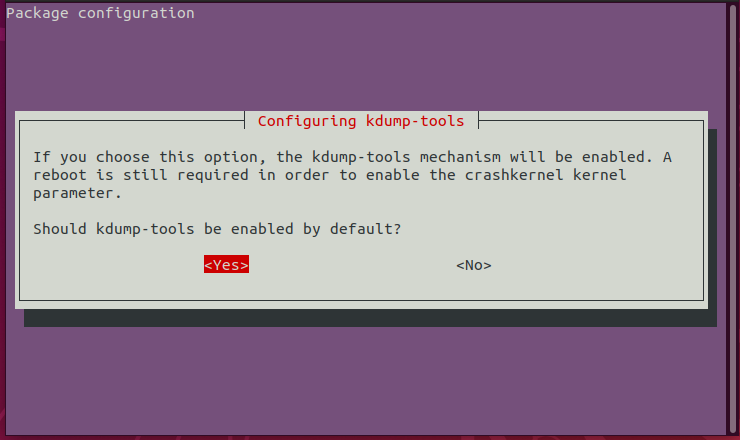 Package configuration
Configuring kdump-tools
If you choose this option, the kdump-tools mechanism will be enabled. A
reboot is still required in order to enable the crashkernel kernel
parameter.
Should kdump-tools be enabled by default?
<Yes> <No>